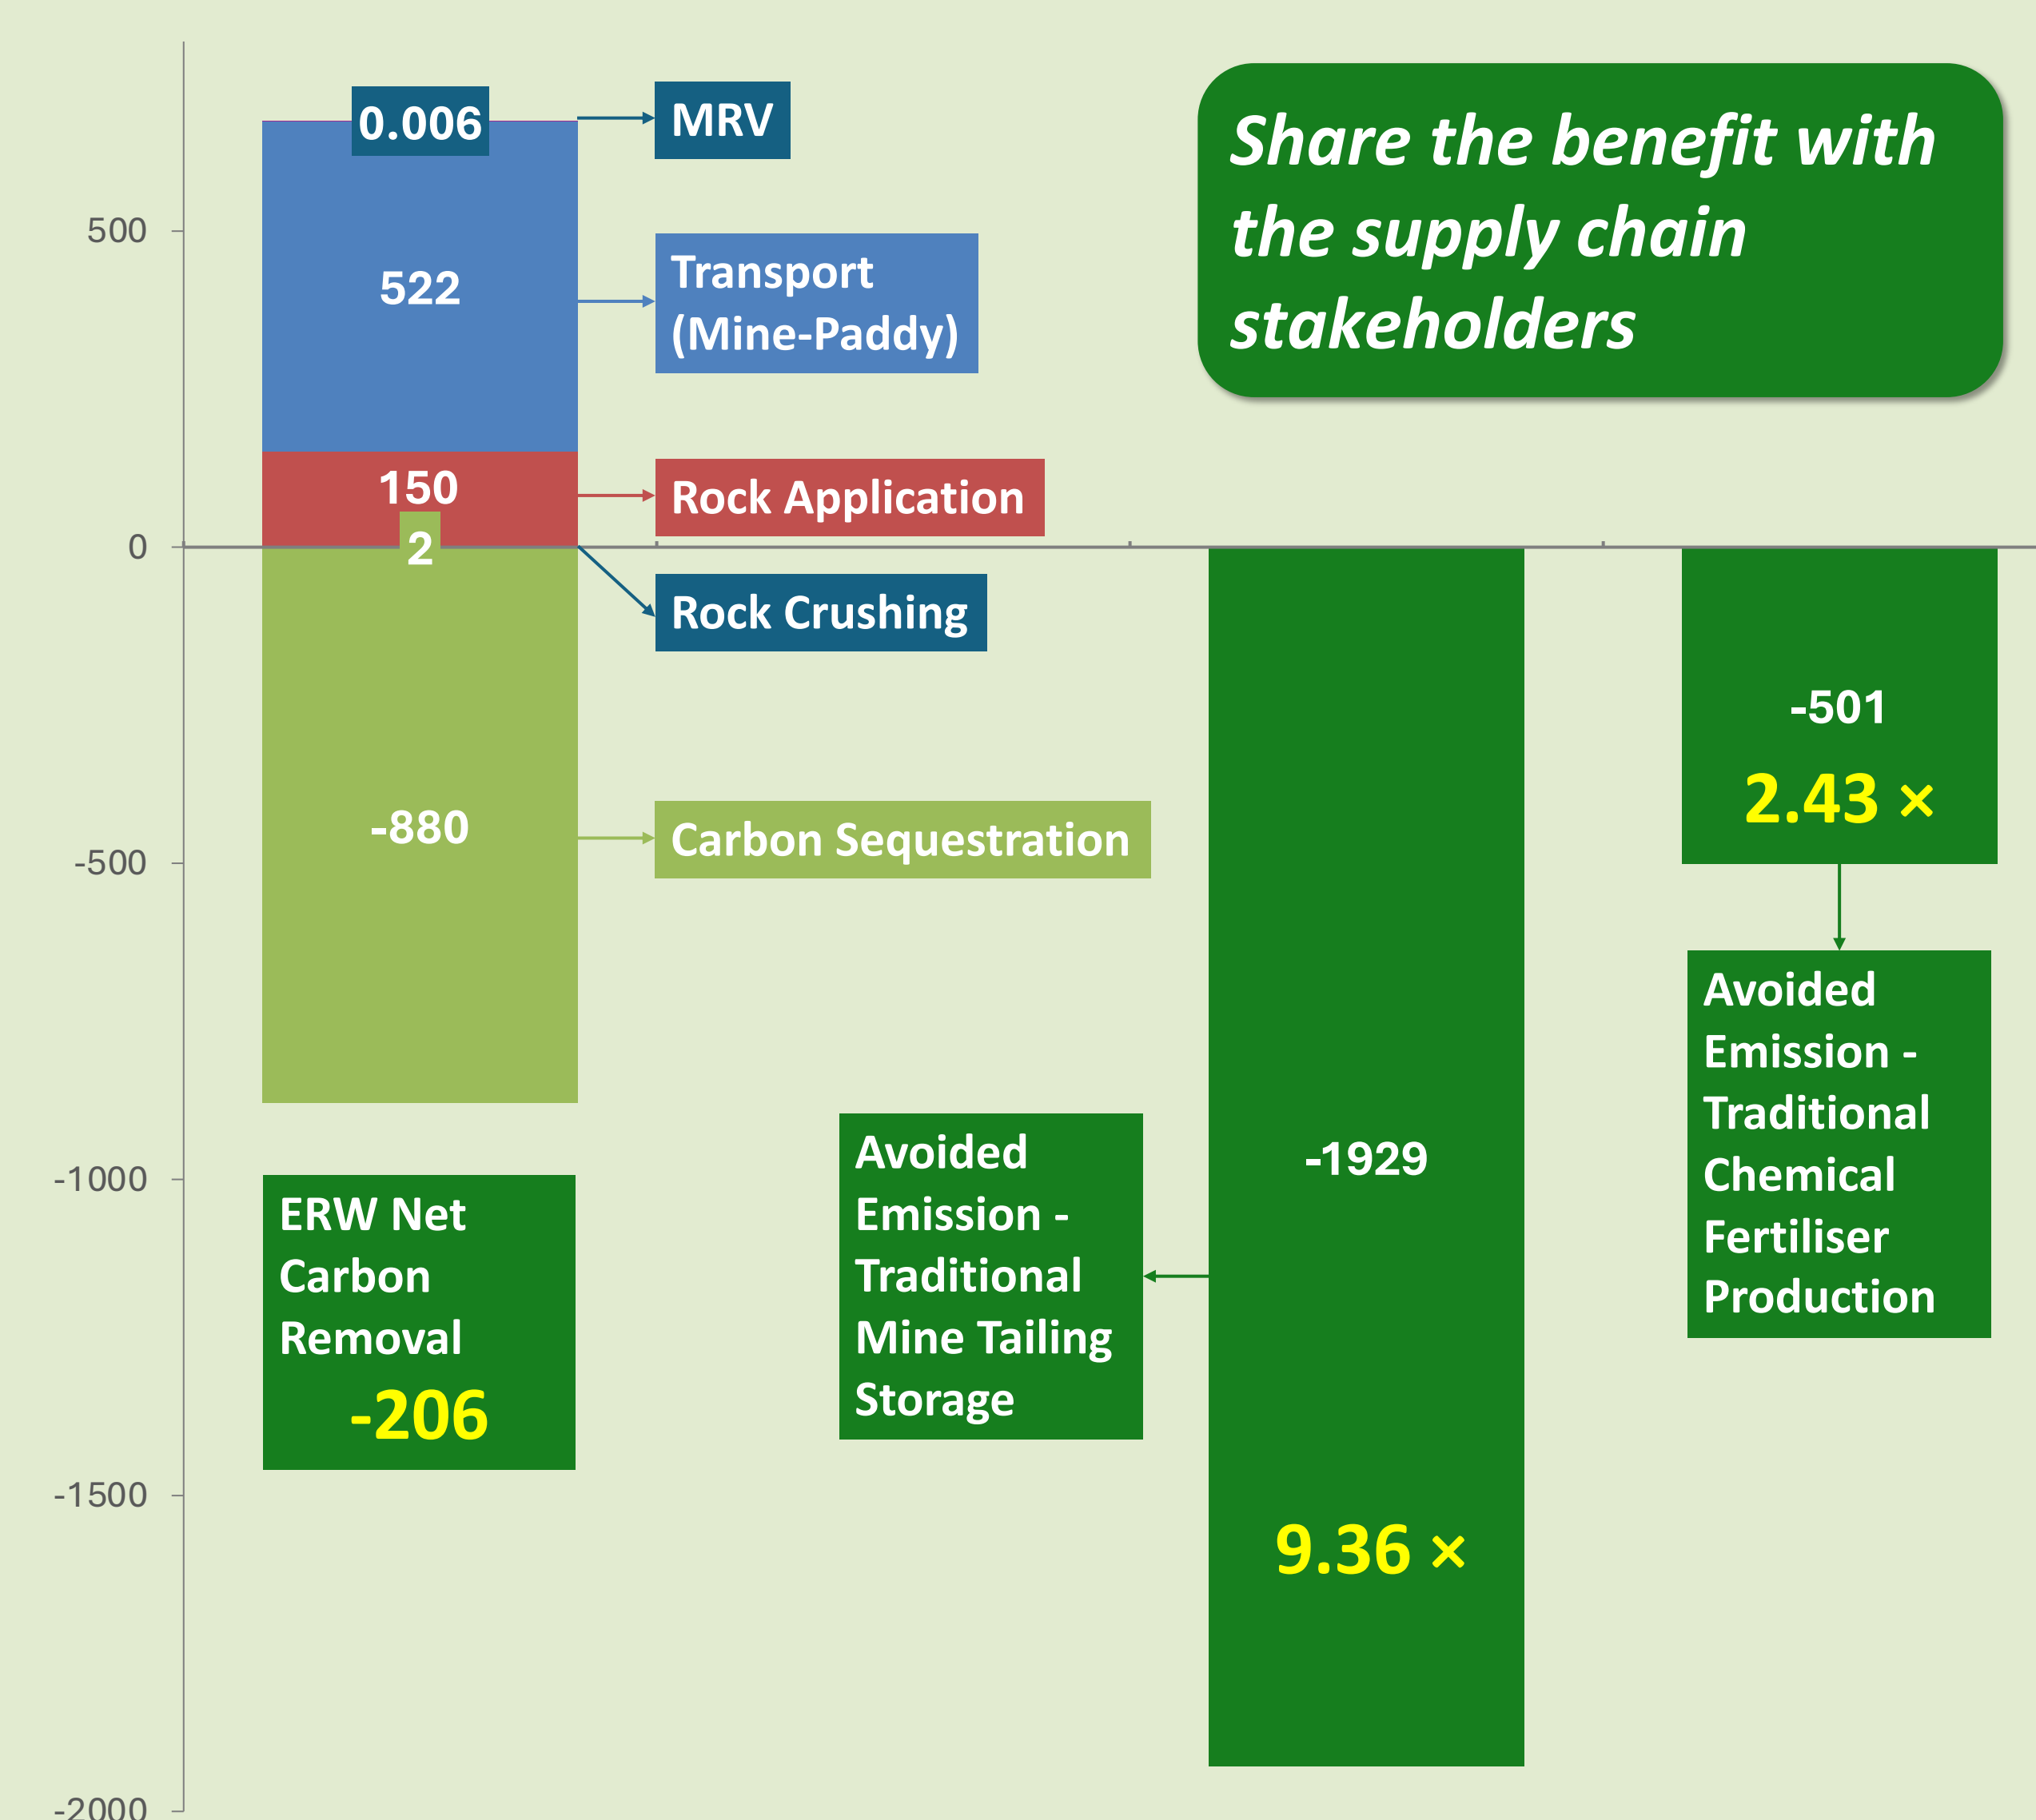 0.006
MRV
Share the benefit with
the supply chain
stakeholders
500
522
Transport
(Mine-Paddy)
150
Rock Application
0
2
Rock Crushing
-501
2.43 ×
-500
-880
Carbon Sequestration
Avoided
Emission -
Traditional
Chemical
Fertiliser
Production
-1000
ERW Net
Carbon
Removal
-206
Avoided
Emission -
Traditional
Mine Tailing
Storage
-1929
9.36 ×
-1500
-2000